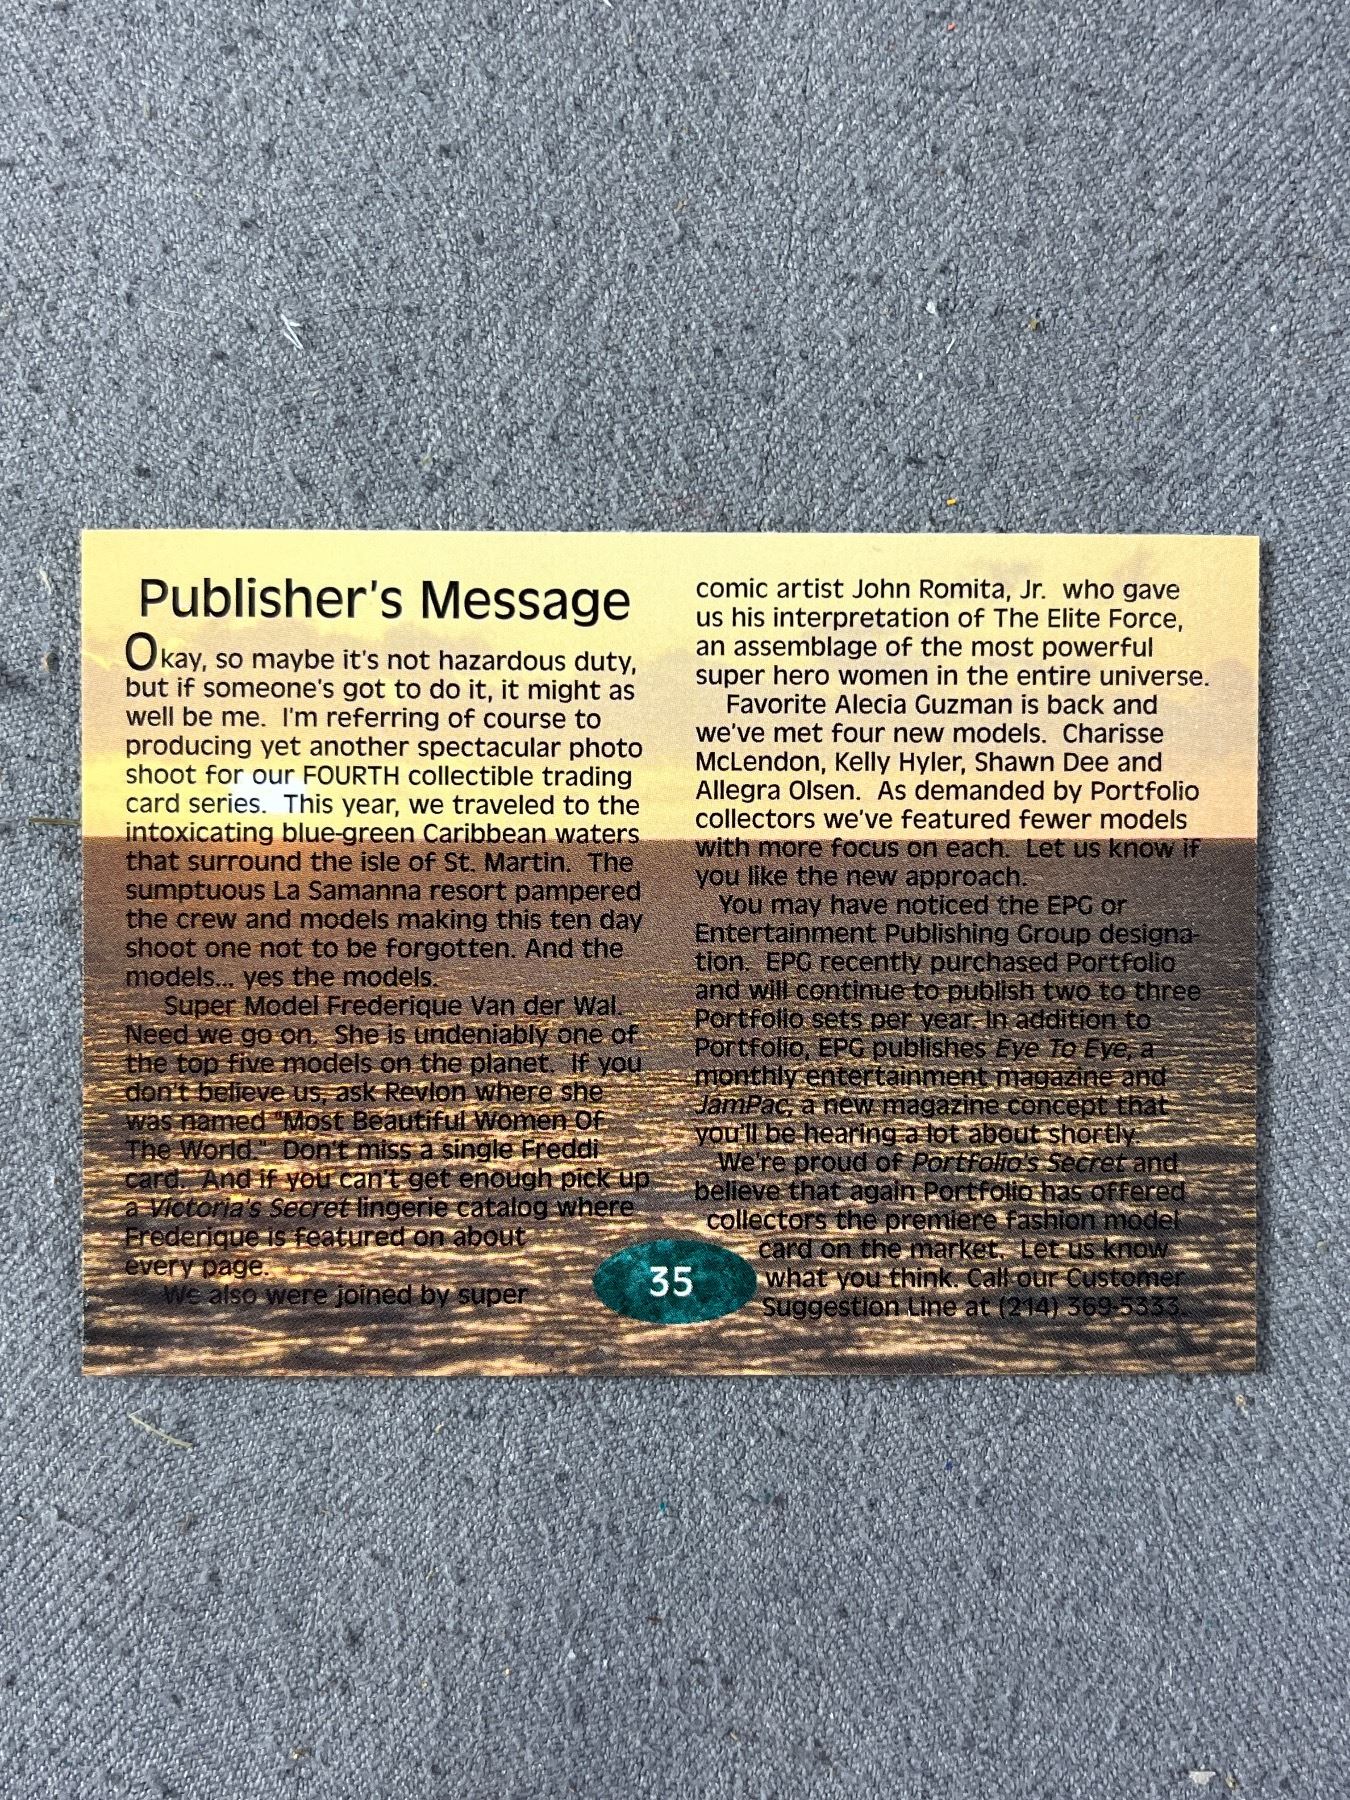 Publisher's Message
Okay, so maybe it's not hazardous duty,
but if someone's got to do it, it might as
well be me. I'm referring of course to
producing yet another spectacular photo
shoot for our FOURTH collectible trading
card series. This year, we traveled to the
intoxicating blue-green Caribbean waters
that surround the isle of St. Martin. The
sumptuous La Samanna resort pampered
the crew and models making this ten day
shoot one not to be forgotten. And the
models... yes the models.
Super Model Frederique Van der Wal.
Need we go on. She is undeniably one of
the top five models on the planet. If you
don't believe us, ask Revlon where she
was named "Most Beautiful Women Of
The World." Don't miss a single Freddi
card. And if you can't get enough pick up
a Victoria's Secret lingerie catalog where
Frederique is featured on about
every page.
We also were joined by super
comic artist John Romita, Jr. who gave
us his interpretation of The Elite Force,
an assemblage of the most powerful
super hero women in the entire universe.
Favorite Alecia Guzman is back and
we've met four new models. Charisse
McLendon, Kelly Hyler, Shawn Dee and
Allegra Olsen. As demanded by Portfolio
collectors we've featured fewer models
with more focus on each. Let us know if
you like the new approach.
You may have noticed the EPG or
Entertainment Publishing Group designa-
tion. EPG recently purchased Portfolio
and will continue to publish two to three
Portfolio sets per year. In addition to
Portfolio, EPG publishes Eye To Eye, a
monthly entertainment magazine and
JamPac, a new magazine concept that
you'll be hearing a lot about shortly.
We're proud of Portfolio's Secret and
believe that again Portfolio has offered
collectors the premiere fashion model
card on the market. Let us know
what you think. Call our Customer
Suggestion Line at (214) 369-5333.
35